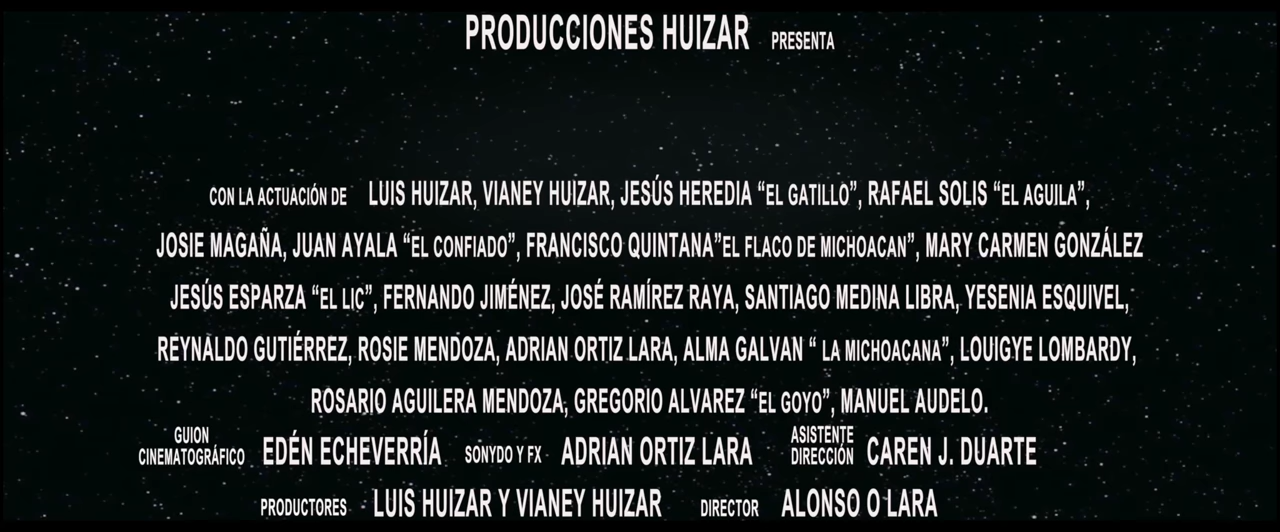 PRODUCCIONES HUIZAR PRESENTA
CON LA ACTUACIÓN DE LUIS HUIZAR, VIANEY HUIZAR, JESÚS HEREDIA “EL GATILLO”, RAFAEL SOLIS “EL AGUILA”,
JOSIE MAGAÑA, JUAN AYALA “EL CONFIADO”, FRANCISCO QUINTANA”EL FLACO DE MICHOACAN”, MARY CARMEN GONZÁLEZ
JESÚS ESPARZA “EL LIC”, FERNANDO JIMÉNEZ, JOSÉ RAMÍREZ RAYA, SANTIAGO MEDINA LIBRA, YESENIA ESQUIVEL,
REYNALDO GUTIÉRREZ, ROSIE MENDOZA, ADRIAN ORTIZ LARA, ALMA GALVAN “ LA MICHOACANA”, LOUIGYE LOMBARDY,
ROSARIO AGUILERA MENDOZA, GREGORIO ALVAREZ “EL GOYO”, MANUEL AUDELO.
GUION CINEMATOGRÁFICO EDÉN ECHEVERRÍA SONYDO Y FX ADRIAN ORTIZ LARA ASISTENTE DIRECCIÓN CAREN J. DUARTE
PRODUCTORES LUIS HUIZAR Y VIANEY HUIZAR DIRECTOR ALONSO O LARA